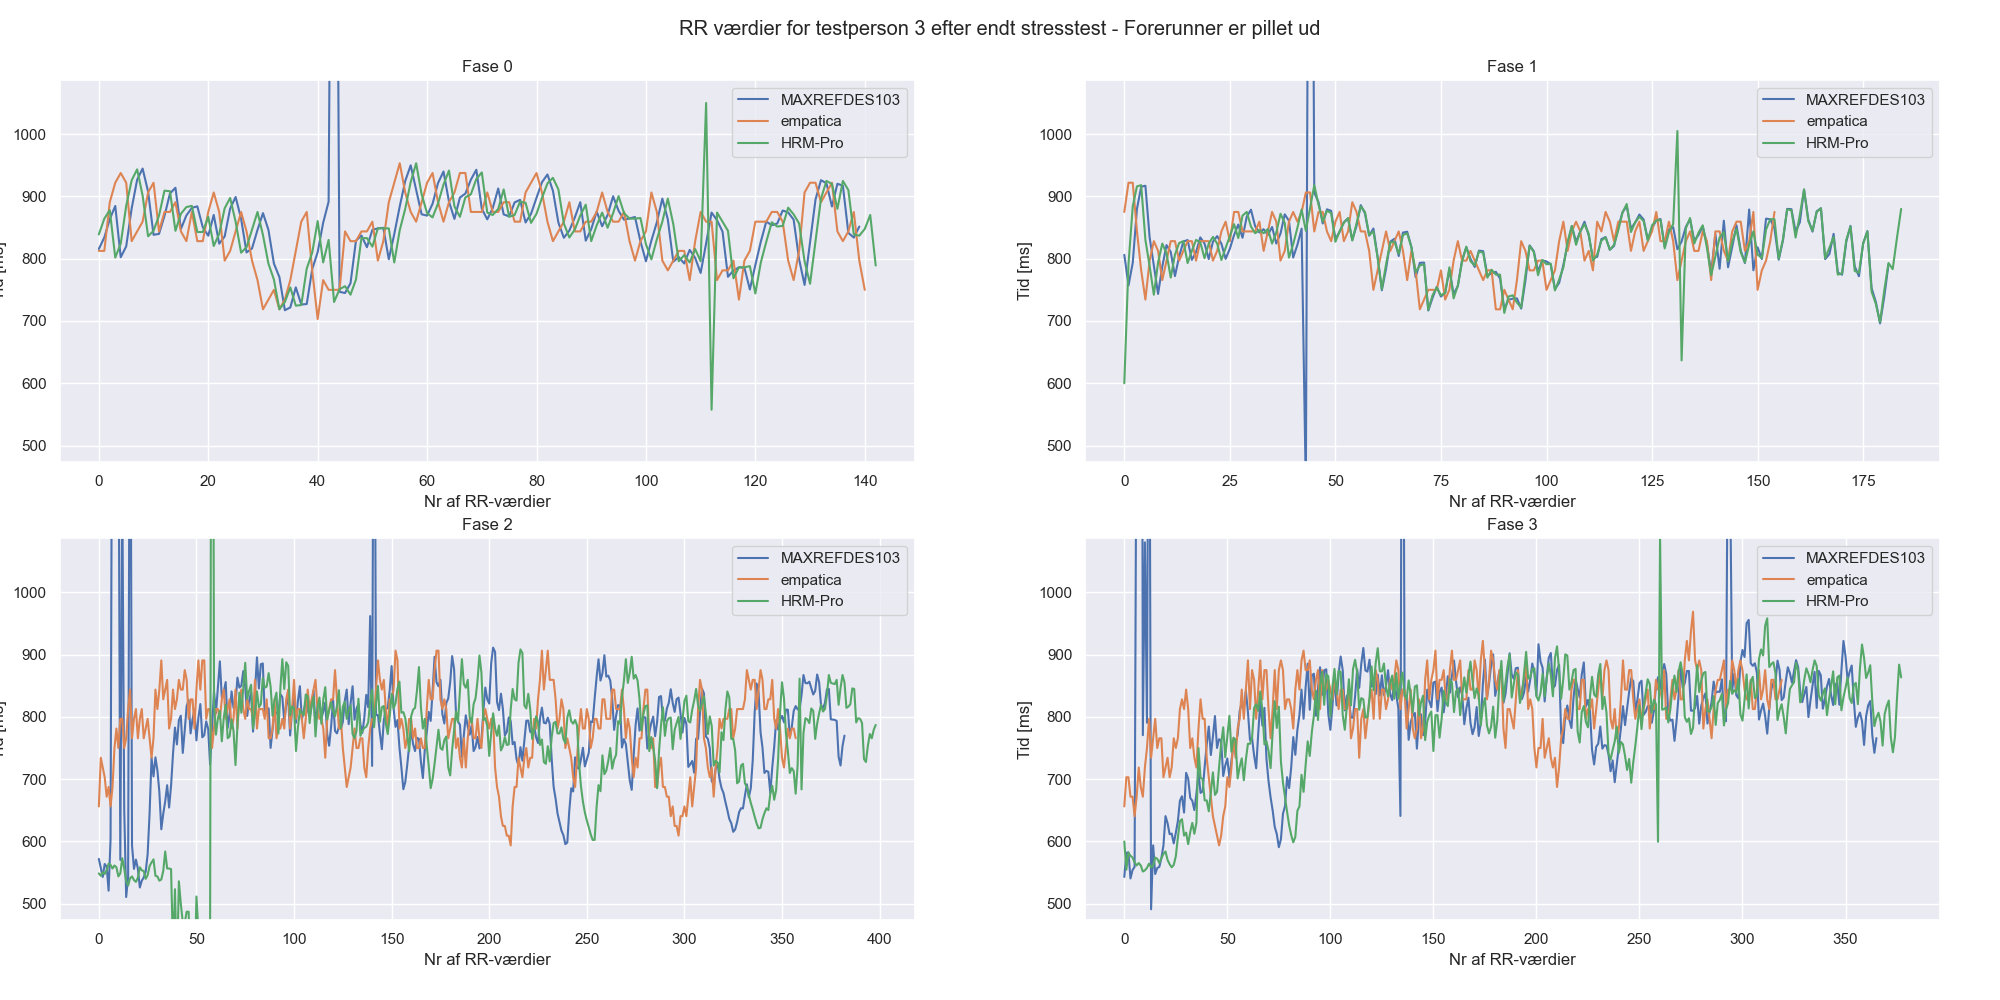 RR værdier for testperson 3 efter endt stresstest - Forerunner er pillet ud
Fase 0
1000
900
800
700
600
500
0 20 40 60 80 100 120 140
Nr af RR-værdier
MAXREFDES103
empatica
HRM-Pro
Fase 1
Tid [ms]
1000
900
800
700
600
500
0 25 50 75 100 125 150 175
Nr af RR-værdier
MAXREFDES103
empatica
HRM-Pro
Fase 2
1000
900
800
700
600
500
0 50 100 150 200 250 300 350 400
Nr af RR-værdier
MAXREFDES103
empatica
HRM-Pro
Fase 3
Tid [ms]
1000
900
800
700
600
500
0 50 100 150 200 250 300 350
Nr af RR-værdier
MAXREFDES103
empatica
HRM-Pro